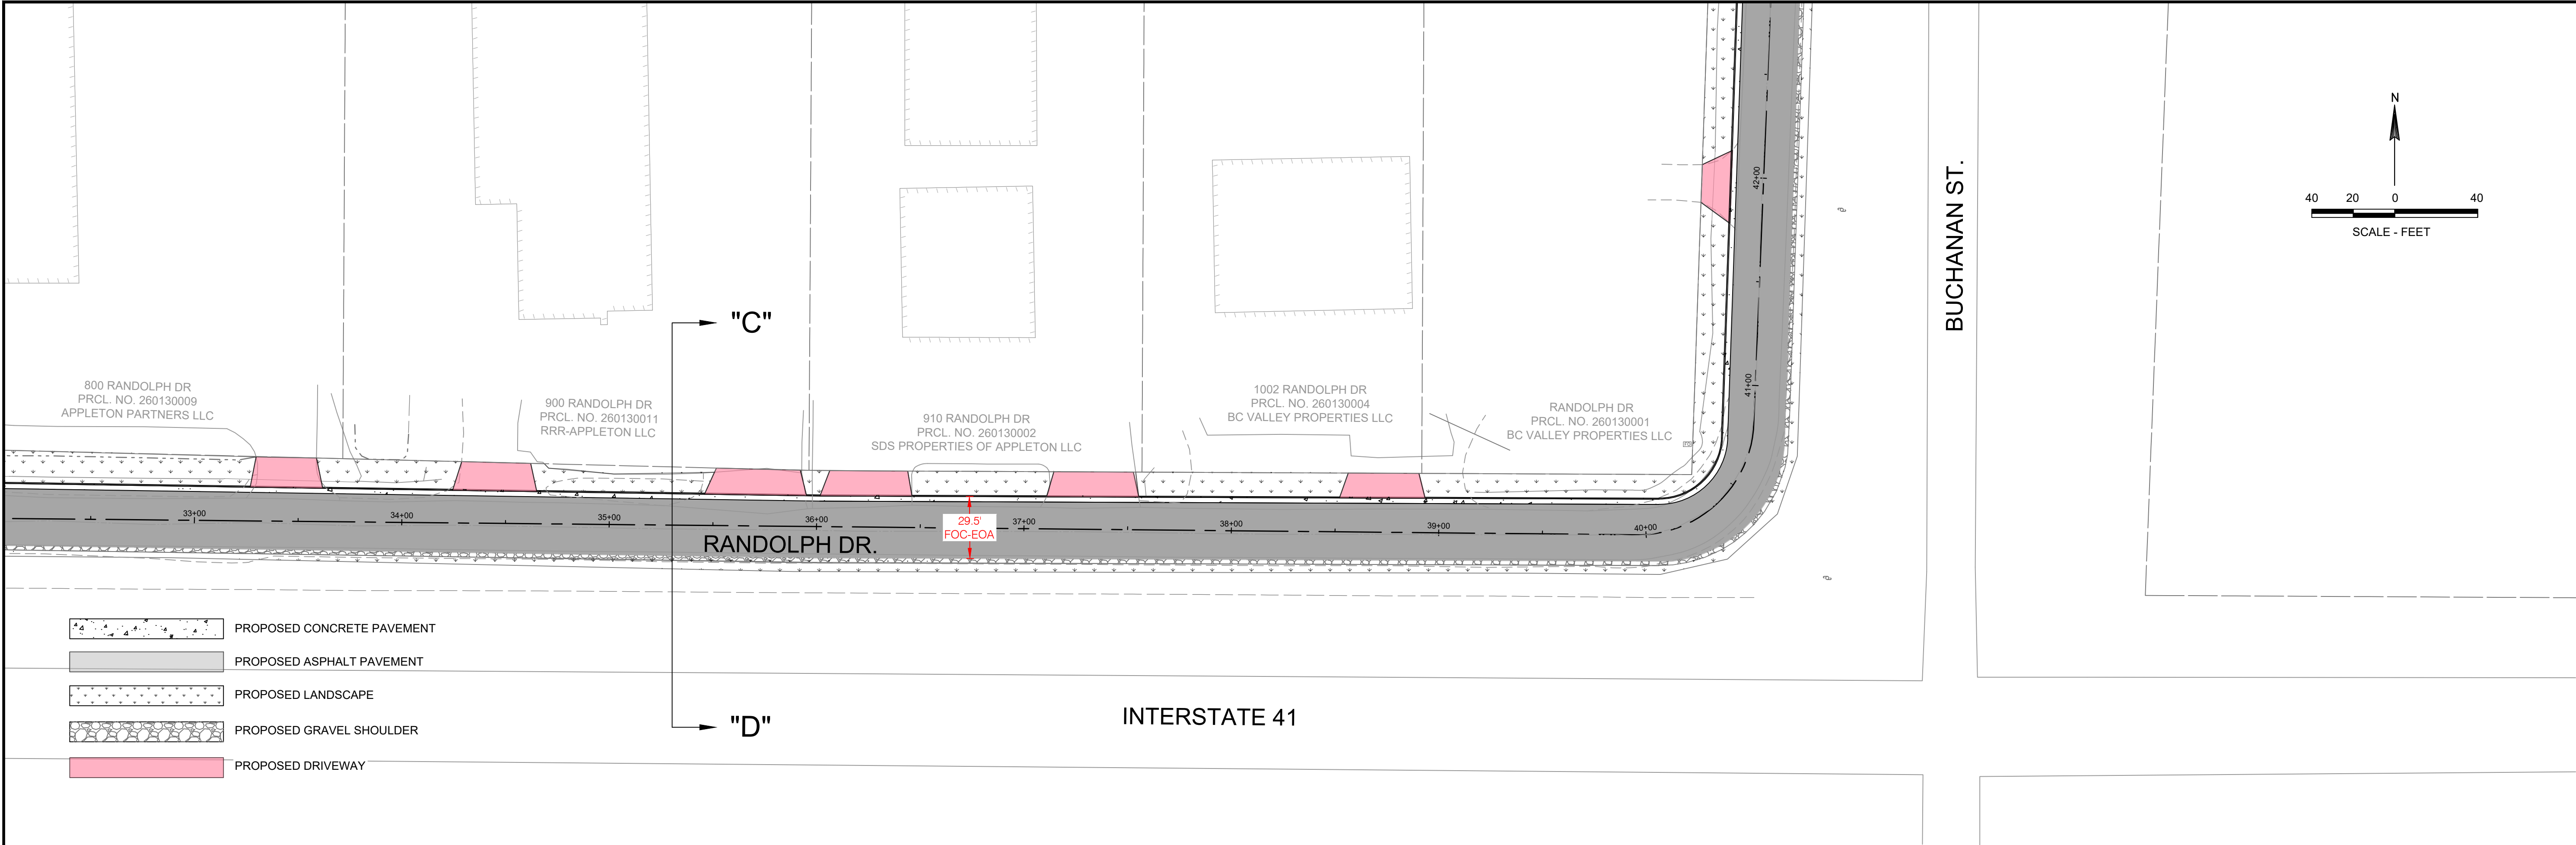 N
40 20 0 40
SCALE - FEET
BUCHANAN ST.
42+00
41+00
"C"
800 RANDOLPH DR
PRCL. NO. 260130009
APPLETON PARTNERS LLC
900 RANDOLPH DR
PRCL. NO. 260130011
RRR-APPLETON LLC
910 RANDOLPH DR
PRCL. NO. 260130002
SDS PROPERTIES OF APPLETON LLC
1002 RANDOLPH DR
PRCL. NO. 260130004
BC VALLEY PROPERTIES LLC
RANDOLPH DR
PRCL. NO. 260130001
BC VALLEY PROPERTIES LLC
33+00 34+00 35+00 36+00 37+00 38+00 39+00 40+00
29.5'
FOC-EOA
RANDOLPH DR.
PROPOSED CONCRETE PAVEMENT
PROPOSED ASPHALT PAVEMENT
PROPOSED LANDSCAPE
PROPOSED GRAVEL SHOULDER
PROPOSED DRIVEWAY
"D"
INTERSTATE 41